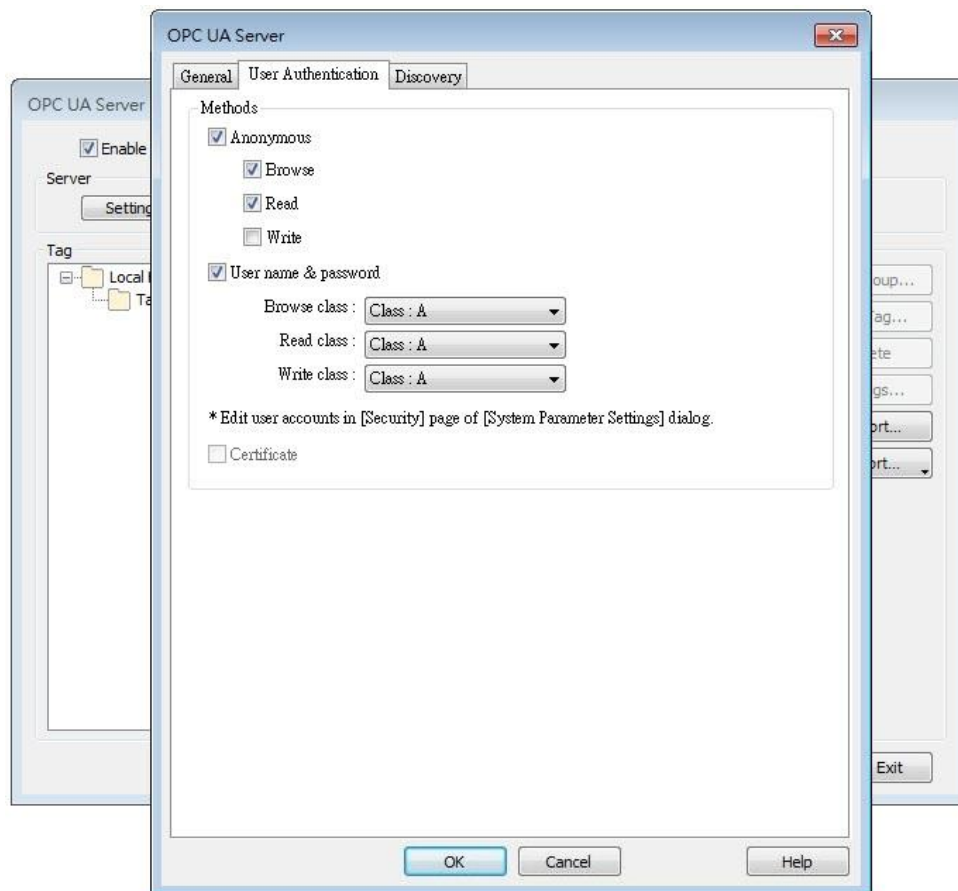 OPC UA Server
General
User Authentication
Discovery
Methods
Anonymous
Browse
Read
Write
User name & password
Browse class :
Class : A
Read class :
Class : A
Write class :
Class : A
* Edit user accounts in [Security] page of [System Parameter Settings] dialog.
Certificate
OK
Cancel
Help
OPC UA Server
Enable
Server
Tag
Local
Exit